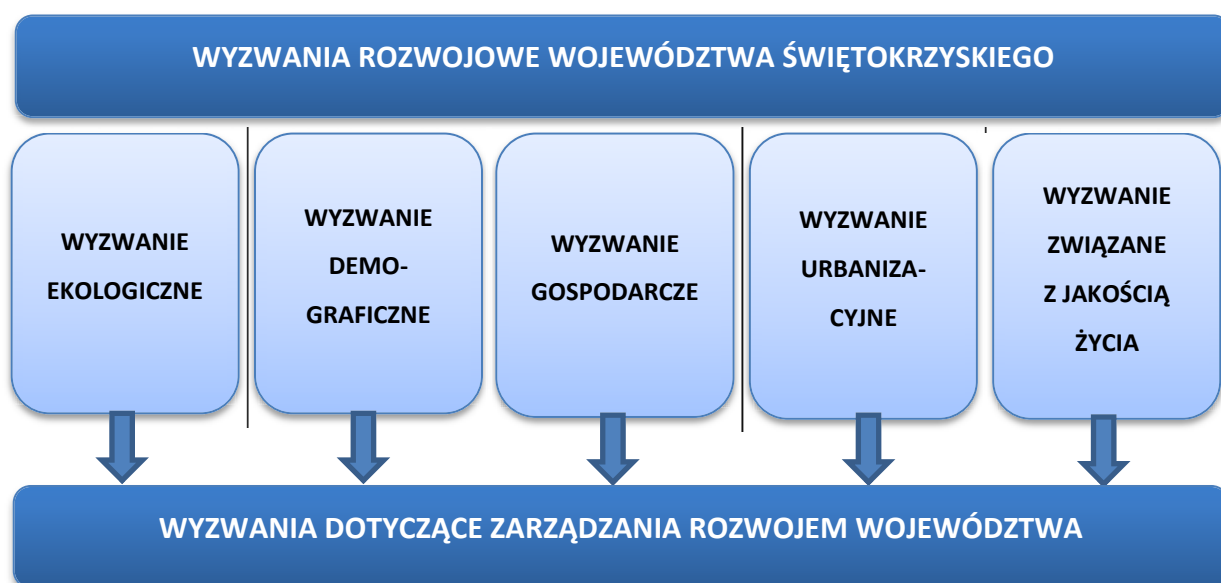 WYZWANIA ROZWOJOWE WOJEWÓDZTWA ŚWIĘTOKRZYSKIEGO
WYZWANIE
EKOLOGICZNE
WYZWANIE
DEMO-
GRAFICZNE
WYZWANIE
GOSPODARCZE
WYZWANIE
URBANIZA-
CYJNE
WYZWANIE
ZWIĄZANE
Z JAKOŚCIĄ
ŻYCIA
WYZWANIA DOTYCZĄCE ZARZĄDZANIA ROZWOJEM WOJEWÓDZTWA